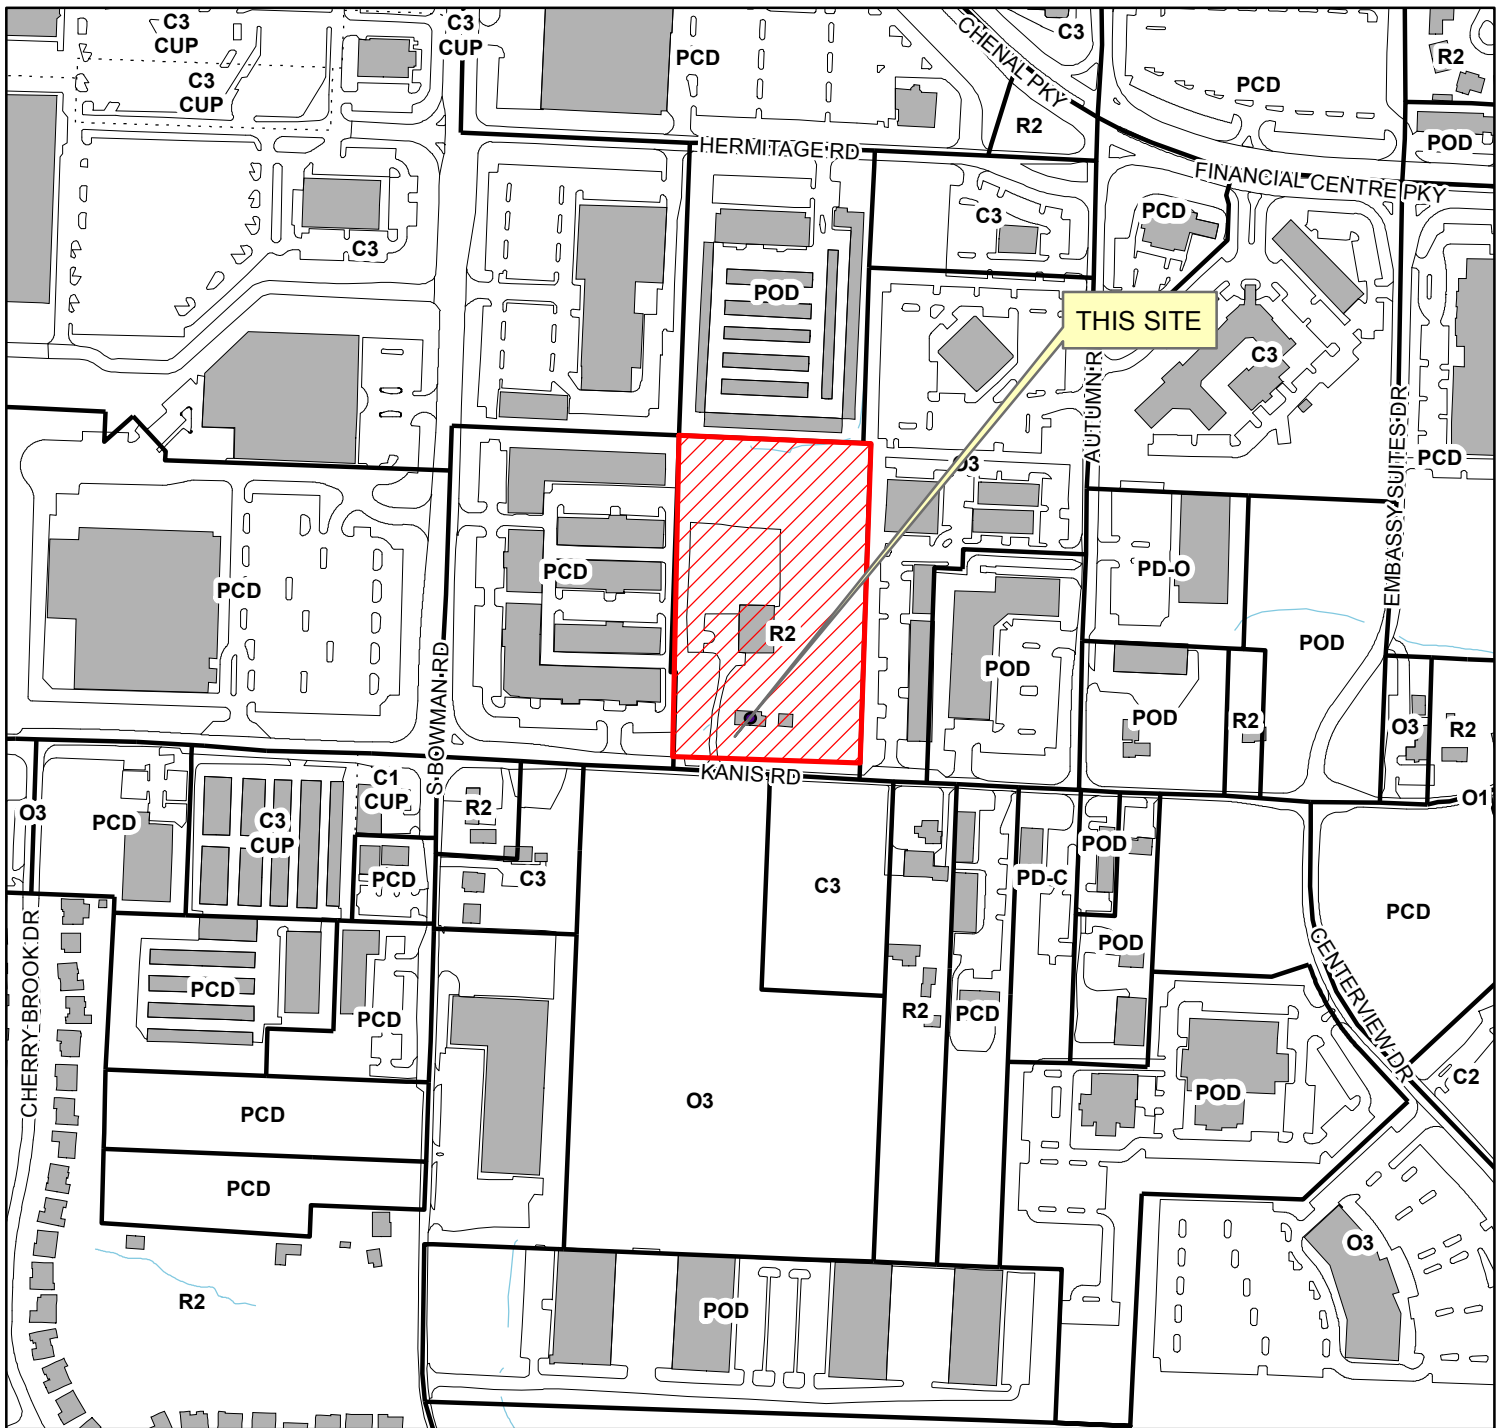 C3
CUP
C3
CUP
C3
CUP
PCD
CHENAL PKY
C3
PCD
R2
R2
POD
HERMITAGE RD
FINANCIAL CENTRE PKY
C3
C3
PCD
POD
THIS SITE
C3
AUTUMN R
EMBASSY SUITES DR
PCD
O3
PCD
PCD
PD-O
R2
POD
POD
S BOWMAN RD
POD
R2
O3
R2
KANIS RD
O1
C1
CUP
R2
O3
PCD
C3
CUP
PCD
C3
C3
PD-C
POD
PCD
CHERRY BROOK DR
POD
CENTERVIEW DR
PCD
PCD
R2
PCD
C2
PCD
O3
POD
PCD
O3
R2
POD